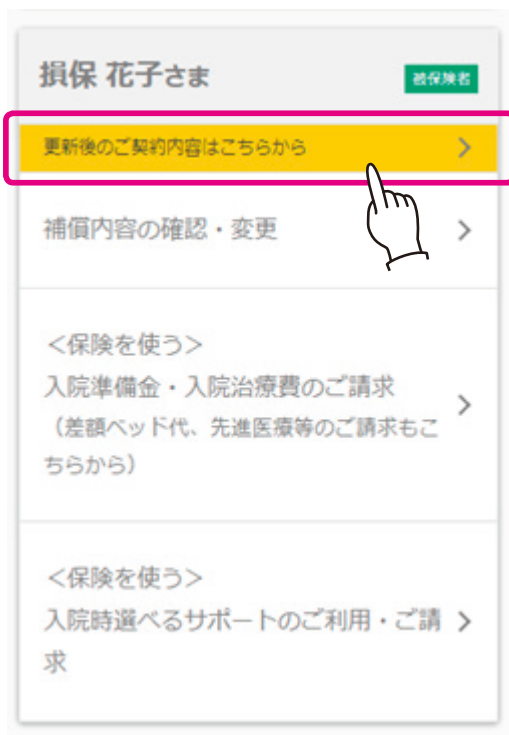 損保 花子さま
被保険者
更新後のご契約内容はこちらから
補償内容の確認・変更
＜保険を使う＞
入院準備金・入院治療費のご請求
（差額ベッド代、先進医療等のご請求もこ
ちらから）
＜保険を使う＞
入院時選べるサポートのご利用・ご請
求